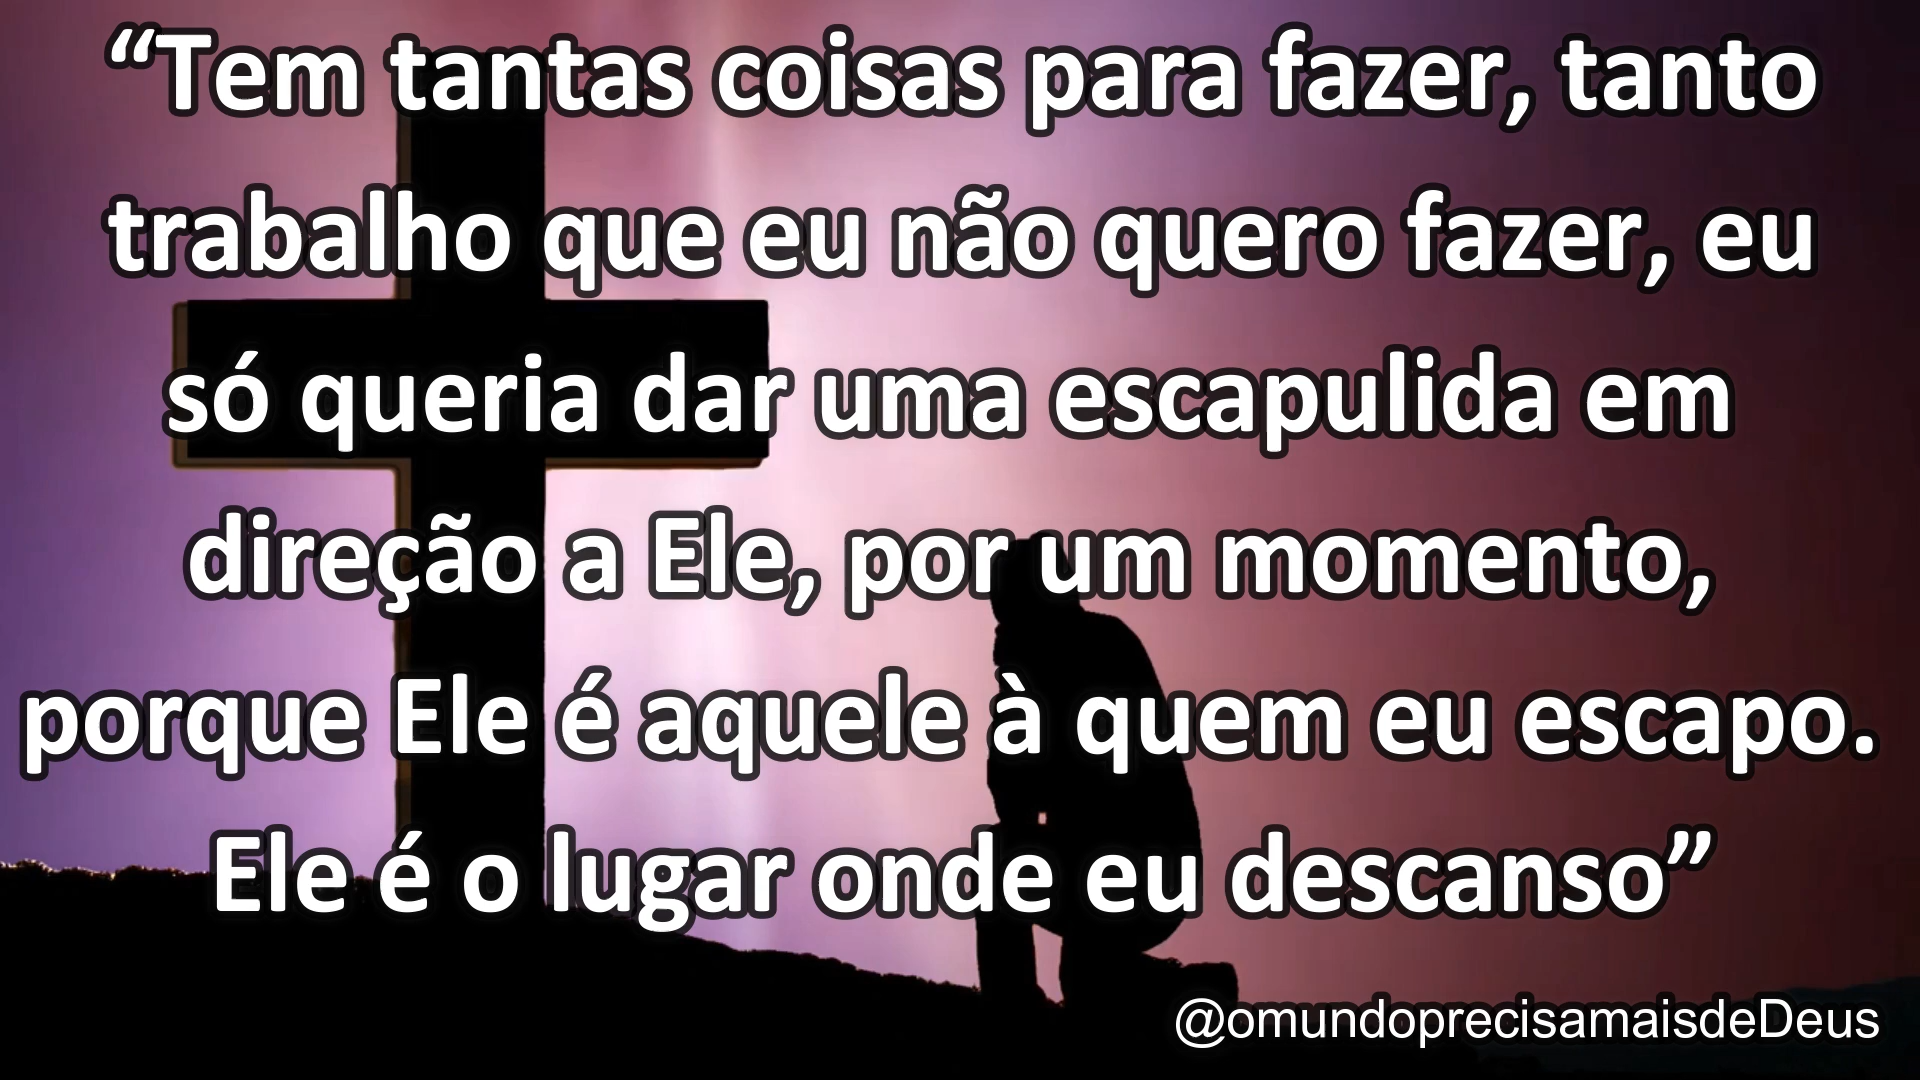 “Tem tantas coisas para fazer, tanto
trabalho que eu não quero fazer, eu
só queria dar uma escapulida em
direção a Ele, por um momento,
porque Ele é aquele à quem eu escapo.
Ele é o lugar onde eu descanso”
@omundoprecisamaisdeDeus